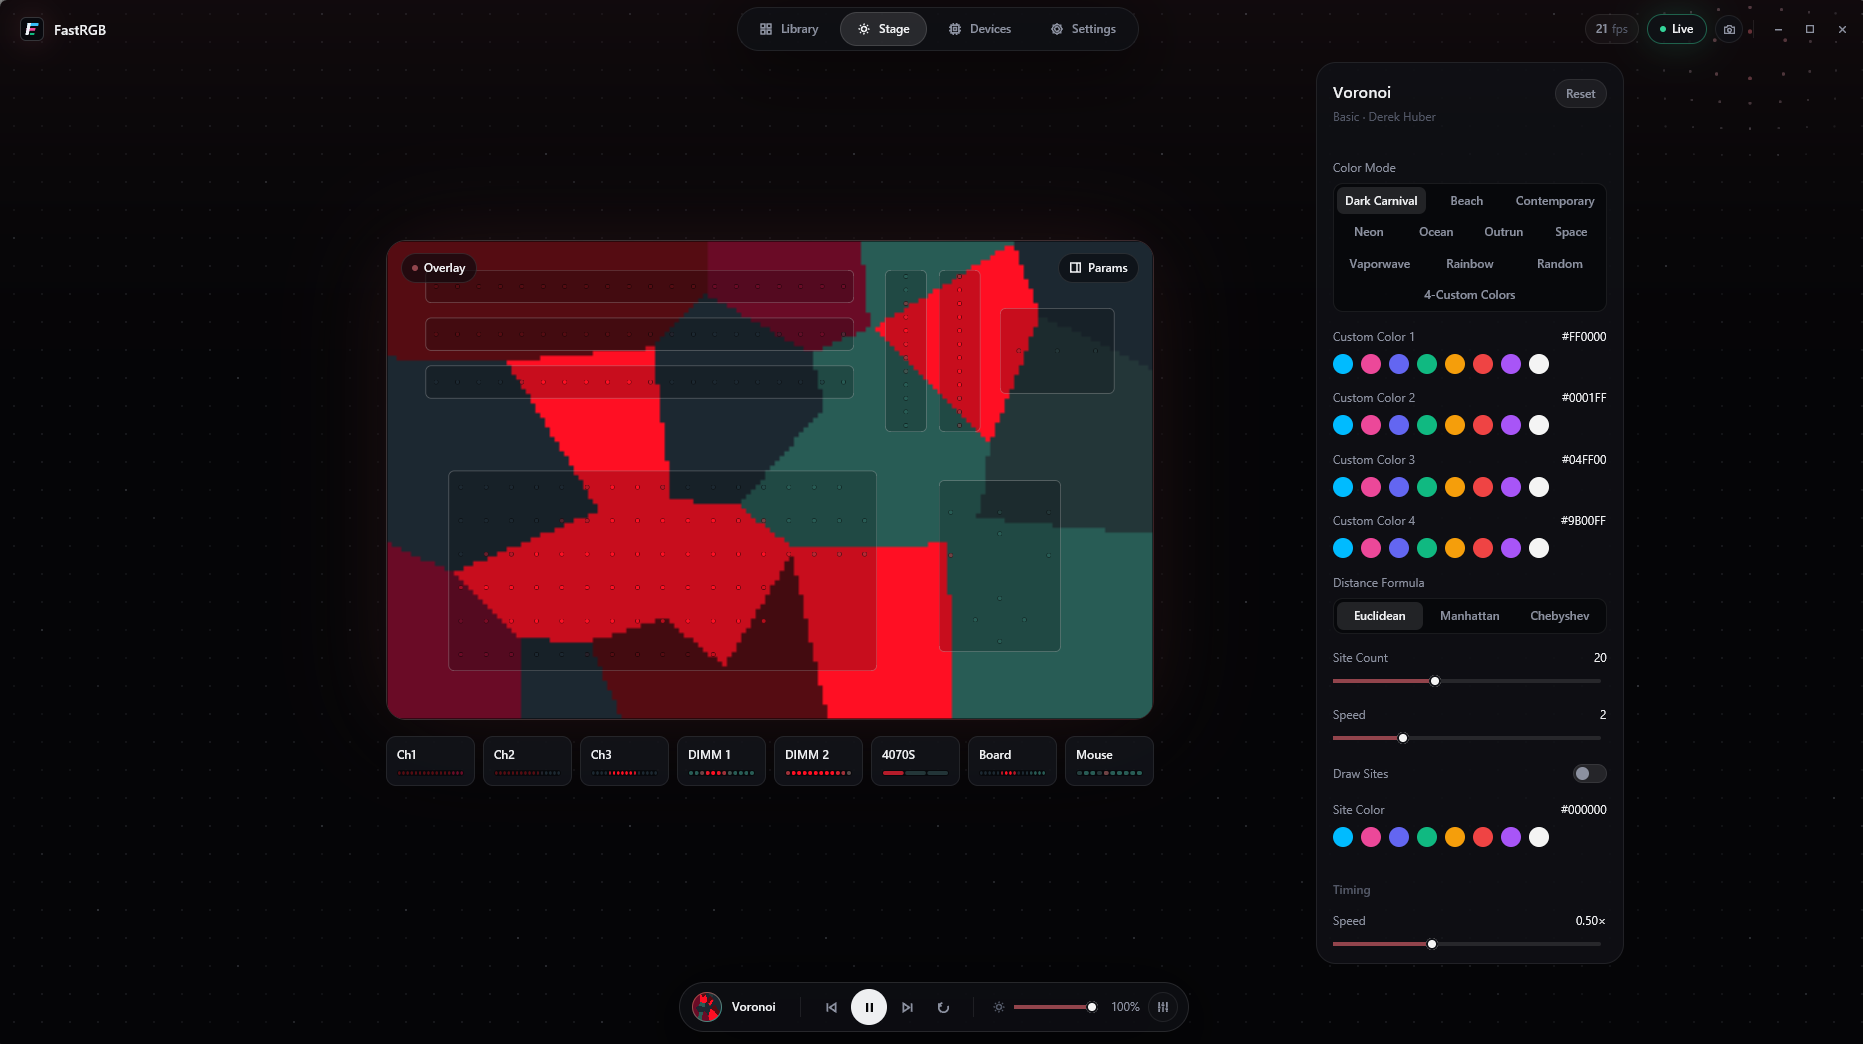 FastRGB
Library
Stage
Devices
Settings
21 fps
Live
Overlay
Params
Ch1
Ch2
Ch3
DIMM 1
DIMM 2
4070S
Board
Mouse
Voronoi
Reset
Basic · Derek Huber
Color Mode
Dark Carnival Beach Contemporary
Neon Ocean Outrun Space
Vaporwave Rainbow Random
4-Custom Colors
Custom Color 1 #FF0000
Custom Color 2 #0001FF
Custom Color 3 #04FF00
Custom Color 4 #9B00FF
Distance Formula
Euclidean Manhattan Chebyshev
Site Count 20
Speed 2
Draw Sites
Site Color #000000
Timing
Speed 0.50×
Voronoi
100%